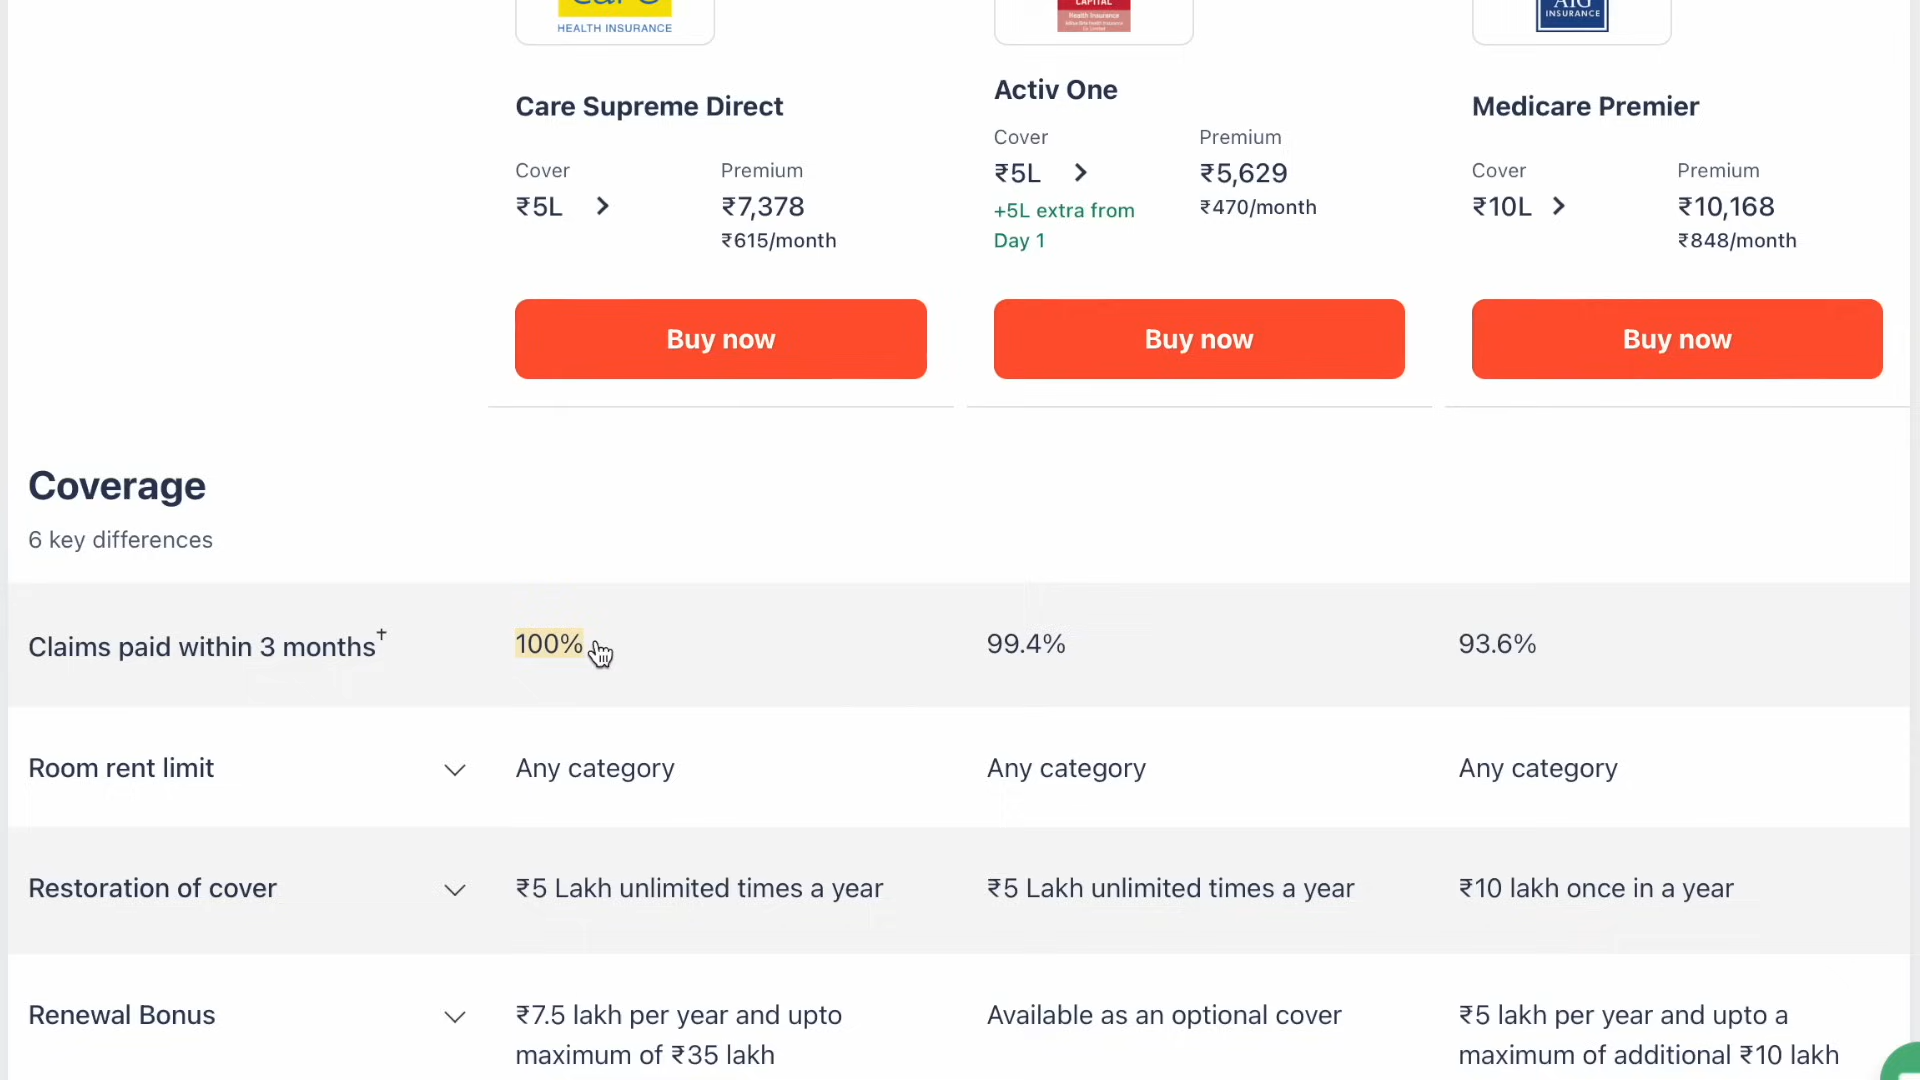 HEALTH INSURANCE
CAPITAL
Health Insurance
AIG
INSURANCE
Care Supreme Direct
Cover
Premium
₹5L
₹7,378
₹615/month
Buy now
Activ One
Cover
Premium
₹5L
₹5,629
+5L extra from
Day 1
₹470/month
Buy now
Medicare Premier
Cover
Premium
₹10L
₹10,168
₹848/month
Buy now
Coverage
6 key differences
Claims paid within 3 months†
100%
99.4%
93.6%
Room rent limit
Any category
Any category
Any category
Restoration of cover
₹5 Lakh unlimited times a year
₹5 Lakh unlimited times a year
₹10 lakh once in a year
Renewal Bonus
₹7.5 lakh per year and upto
maximum of ₹35 lakh
Available as an optional cover
₹5 lakh per year and upto a
maximum of additional ₹10 lakh